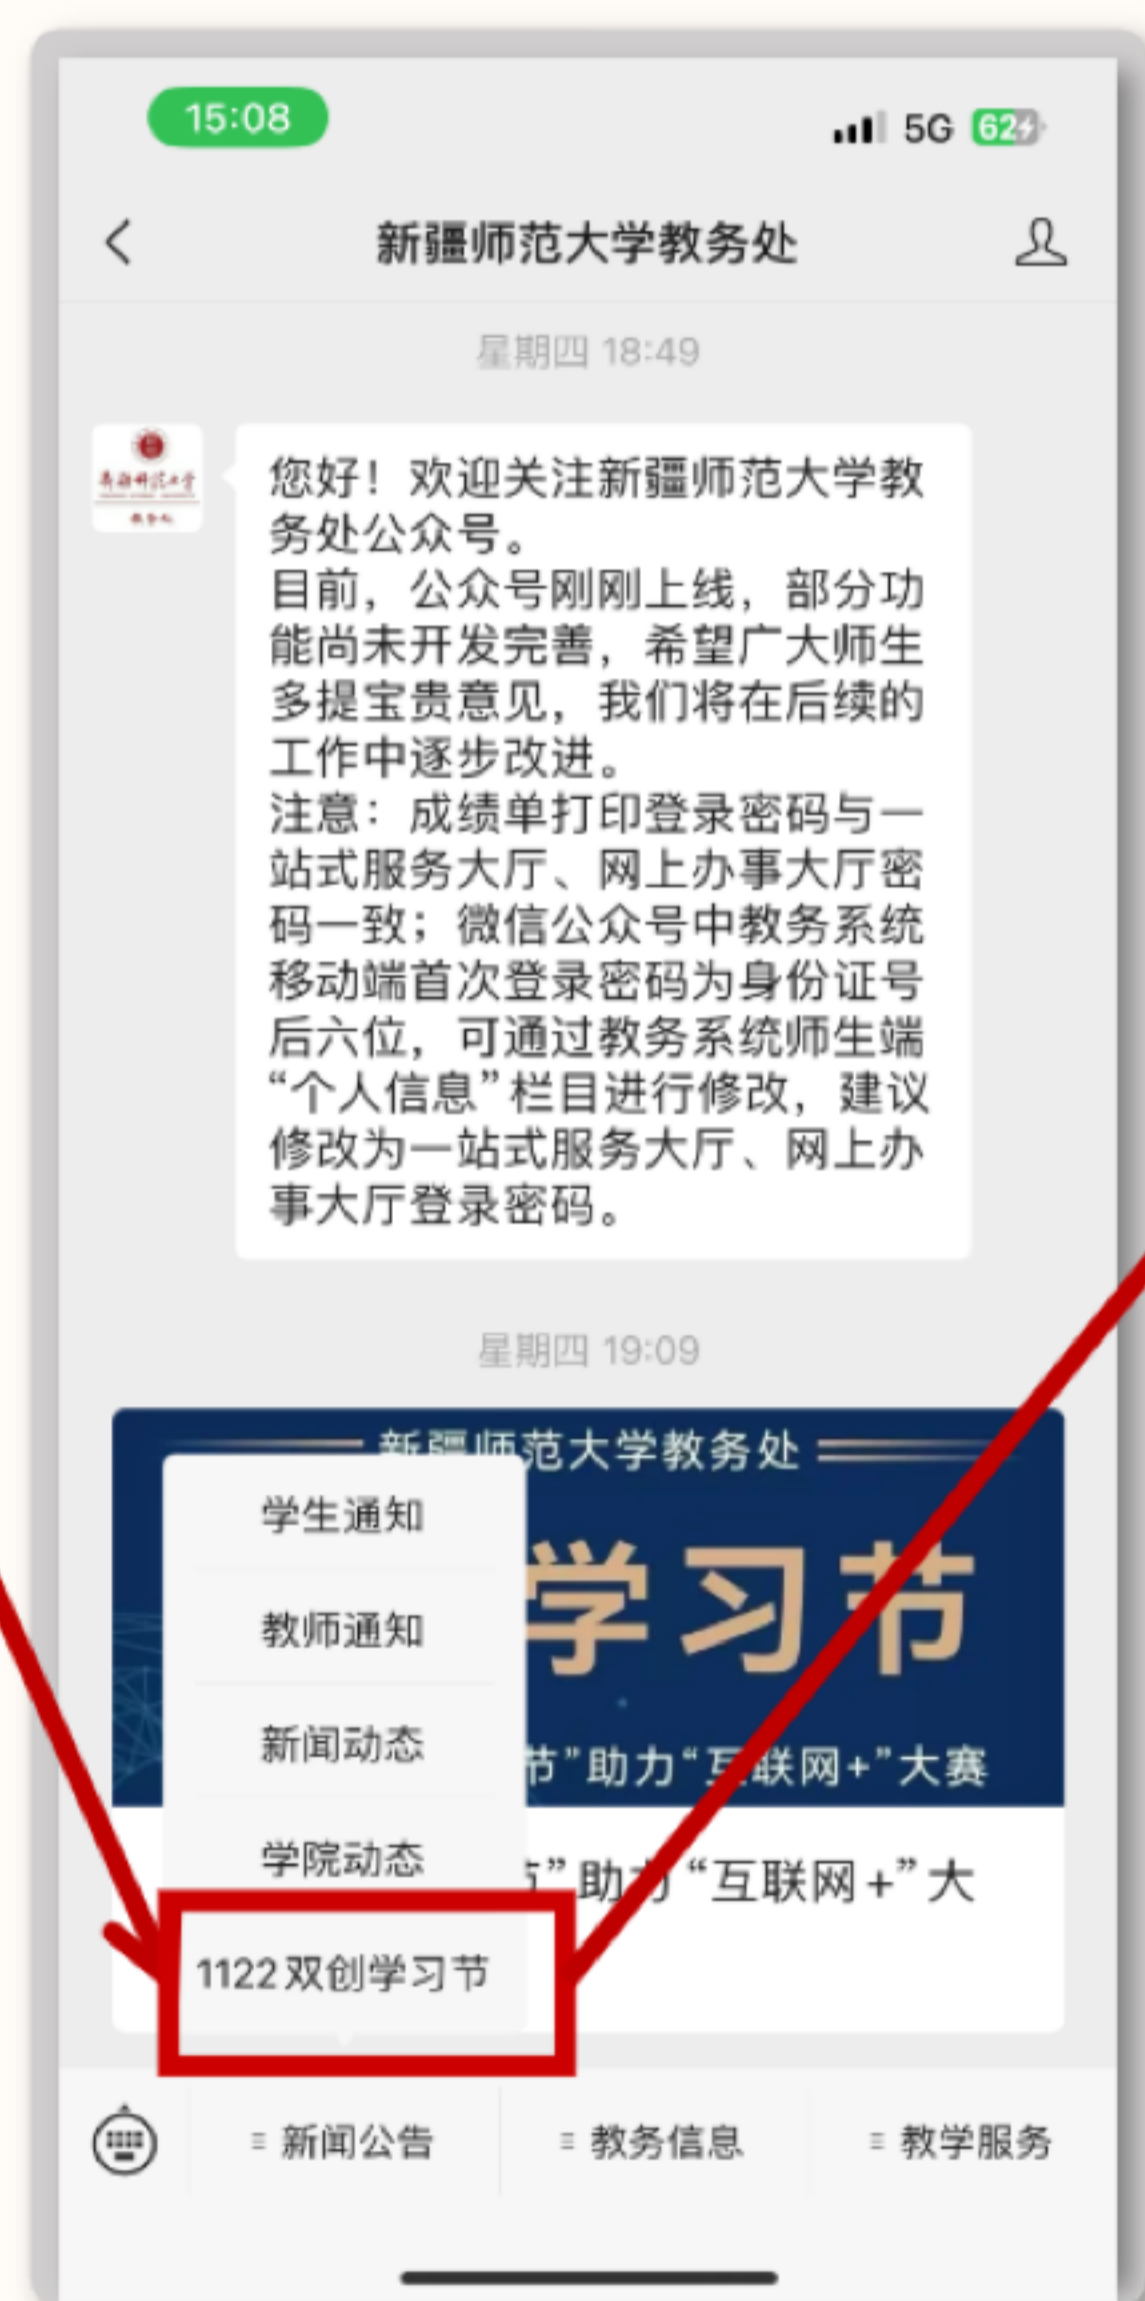 15:08
5G 62
新疆师范大学教务处
星期四 18:49
您好！欢迎关注新疆师范大学教
务处公众号。
目前，公众号刚刚上线，部分功
能尚未开发完善，希望广大师生
多提宝贵意见，我们将在后续的
工作中逐步改进。
注意：成绩单打印登录密码与一
站式服务大厅、网上办事大厅密
码一致；微信公众号中教务系统
移动端首次登录密码为身份证号
后六位，可通过教务系统师生端
“个人信息”栏目进行修改，建议
修改为一站式服务大厅、网上办
事大厅登录密码。
星期四 19:09
新疆师范大学教务处
学习节
节”助力“互联网+”大赛
”助力“互联网+”大
学生通知
教师通知
新闻动态
学院动态
1122双创学习节
新闻公告
教务信息
教学服务